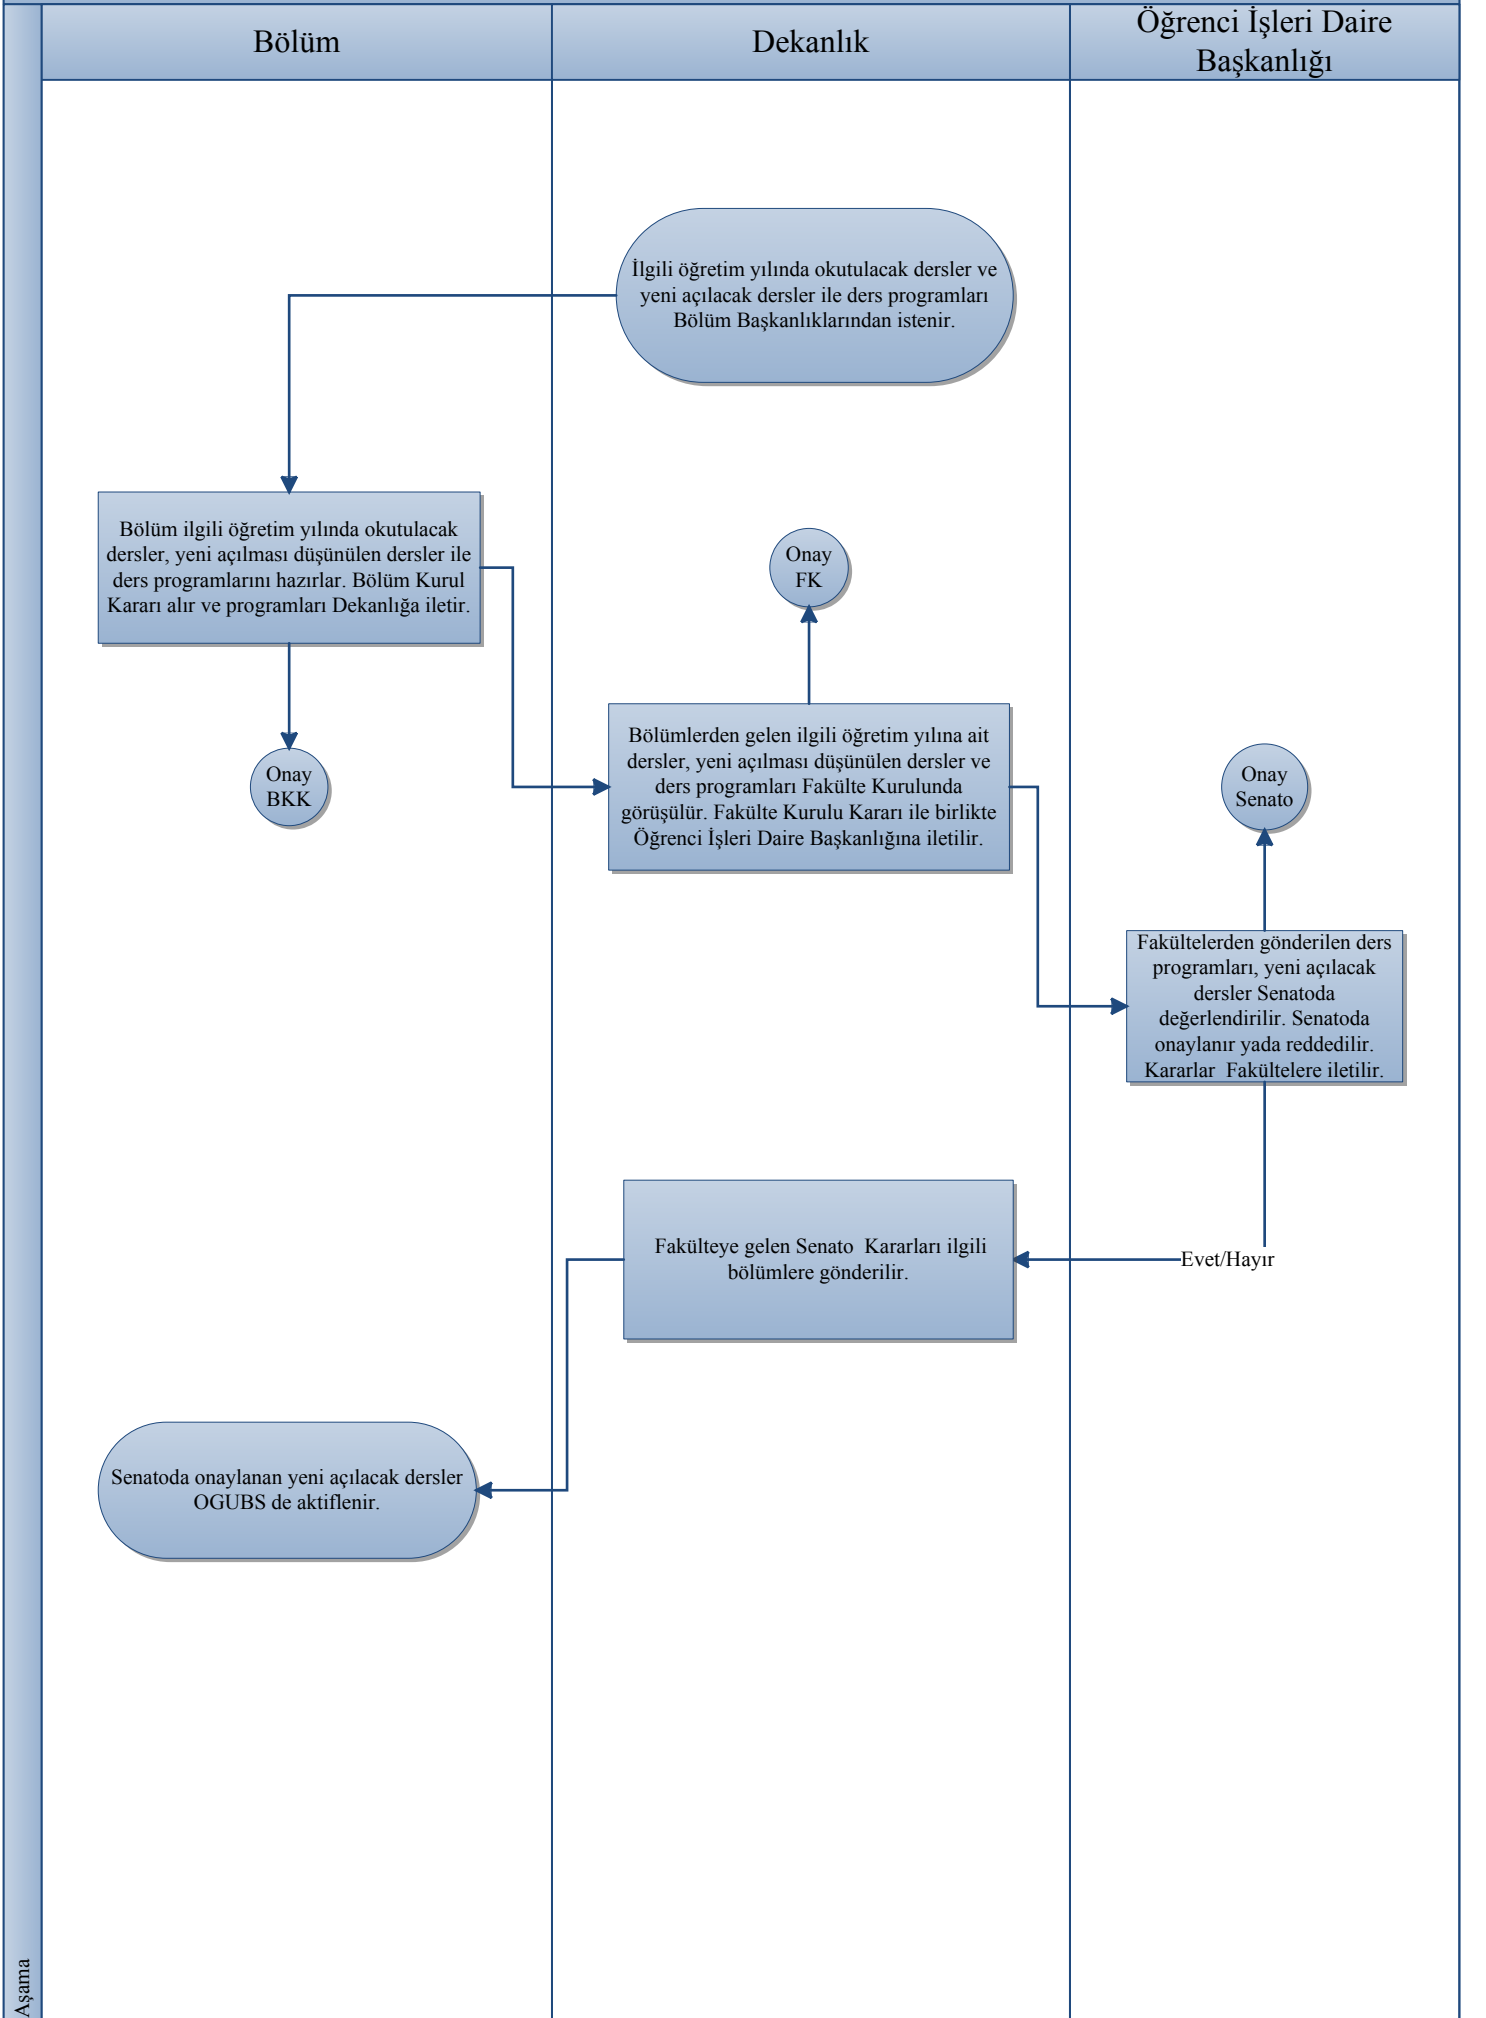 Bölüm
Dekanlık
Öğrenci İşleri Daire
Başkanlığı
İlgili öğretim yılında okutulacak dersler ve
yeni açılacak dersler ile ders programları
Bölüm Başkanlıklarından istenir.
Bölüm ilgili öğretim yılında okutulacak
dersler, yeni açılması düşünülen dersler ile
ders programlarını hazırlar. Bölüm Kurul
Kararı alır ve programları Dekanlığa iletir.
Onay
FK
Onay
BKK
Bölümlerden gelen ilgili öğretim yılına ait
dersler, yeni açılması düşünülen dersler ve
ders programları Fakülte Kurulunda
görüşülür. Fakülte Kurulu Kararı ile birlikte
Öğrenci İşleri Daire Başkanlığına iletilir.
Onay
Senato
Fakültelerden gönderilen ders
programları, yeni açılacak
dersler Senatoda
değerlendirilir. Senatoda
onaylanır yada reddedilir.
Kararlar  Fakültelere iletilir.
Evet/Hayır
Fakülteye gelen Senato  Kararları ilgili
bölümlere gönderilir.
Senatoda onaylanan yeni açılacak dersler
OGUBS de aktiflenir.
Aşama